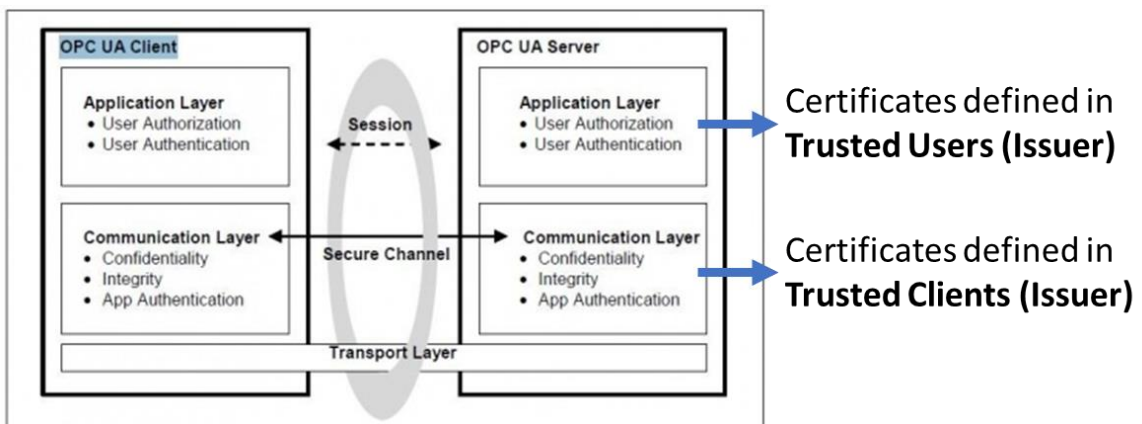 OPC UA Client
Application Layer
• User Authorization
• User Authentication
Communication Layer
• Confidentiality
• Integrity
• App Authentication
Session
Secure Channel
Transport Layer
OPC UA Server
Application Layer
• User Authorization
• User Authentication
Communication Layer
• Confidentiality
• Integrity
• App Authentication
Certificates defined in
Trusted Users (Issuer)
Certificates defined in
Trusted Clients (Issuer)